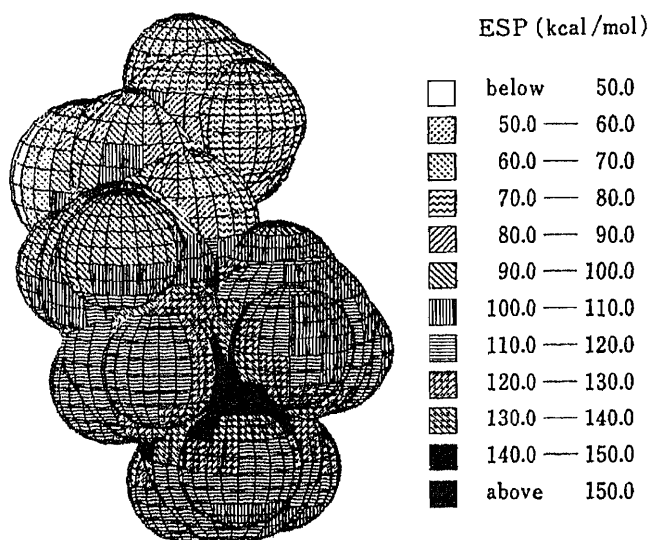 ESP (kcal/mol)
below 50.0
50.0 — 60.0
60.0 — 70.0
70.0 — 80.0
80.0 — 90.0
90.0 — 100.0
100.0 — 110.0
110.0 — 120.0
120.0 — 130.0
130.0 — 140.0
140.0 — 150.0
above 150.0